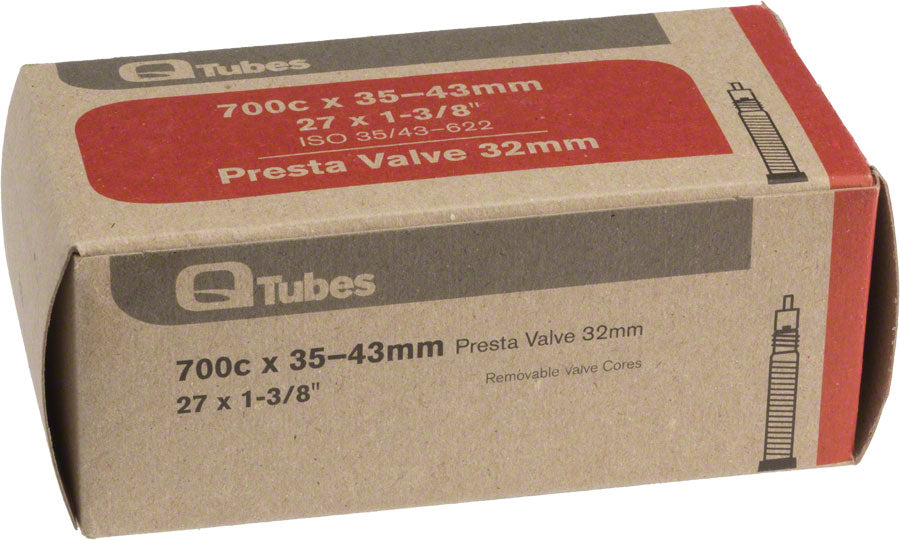 Q Tubes
700c x 35–43mm
27 x 1-3/8"
ISO 35/43-622
Presta Valve 32mm
Q Tubes
700c x 35–43mm Presta Valve 32mm
27 x 1-3/8" Removable Valve Cores